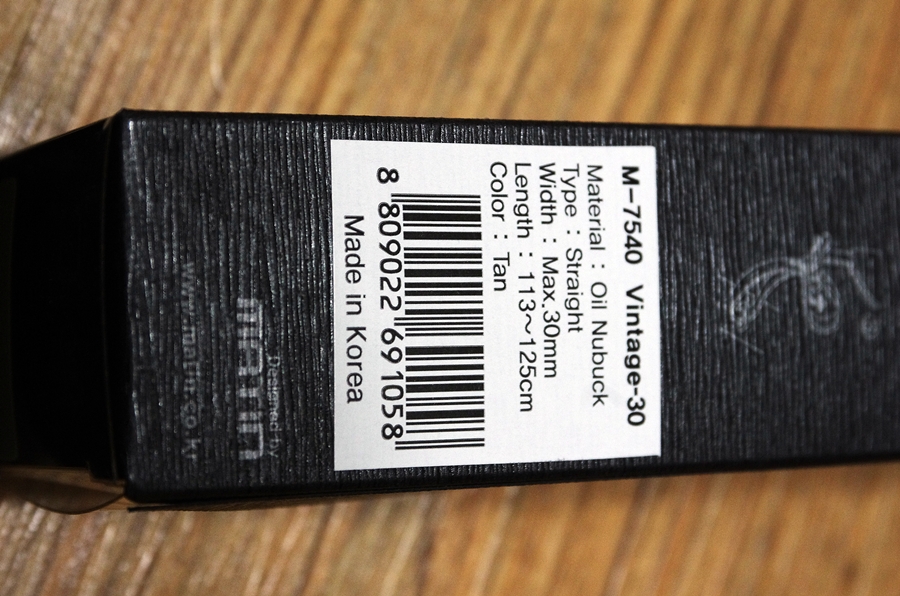 M-7540 Vintage-30
Material : Oil Nubuck
Type : Straight
Width : Max.30mm
Length : 113~125cm
Color : Tan
8 809022 691058
Made in Korea
Designed by
matin
www.matin.co.kr